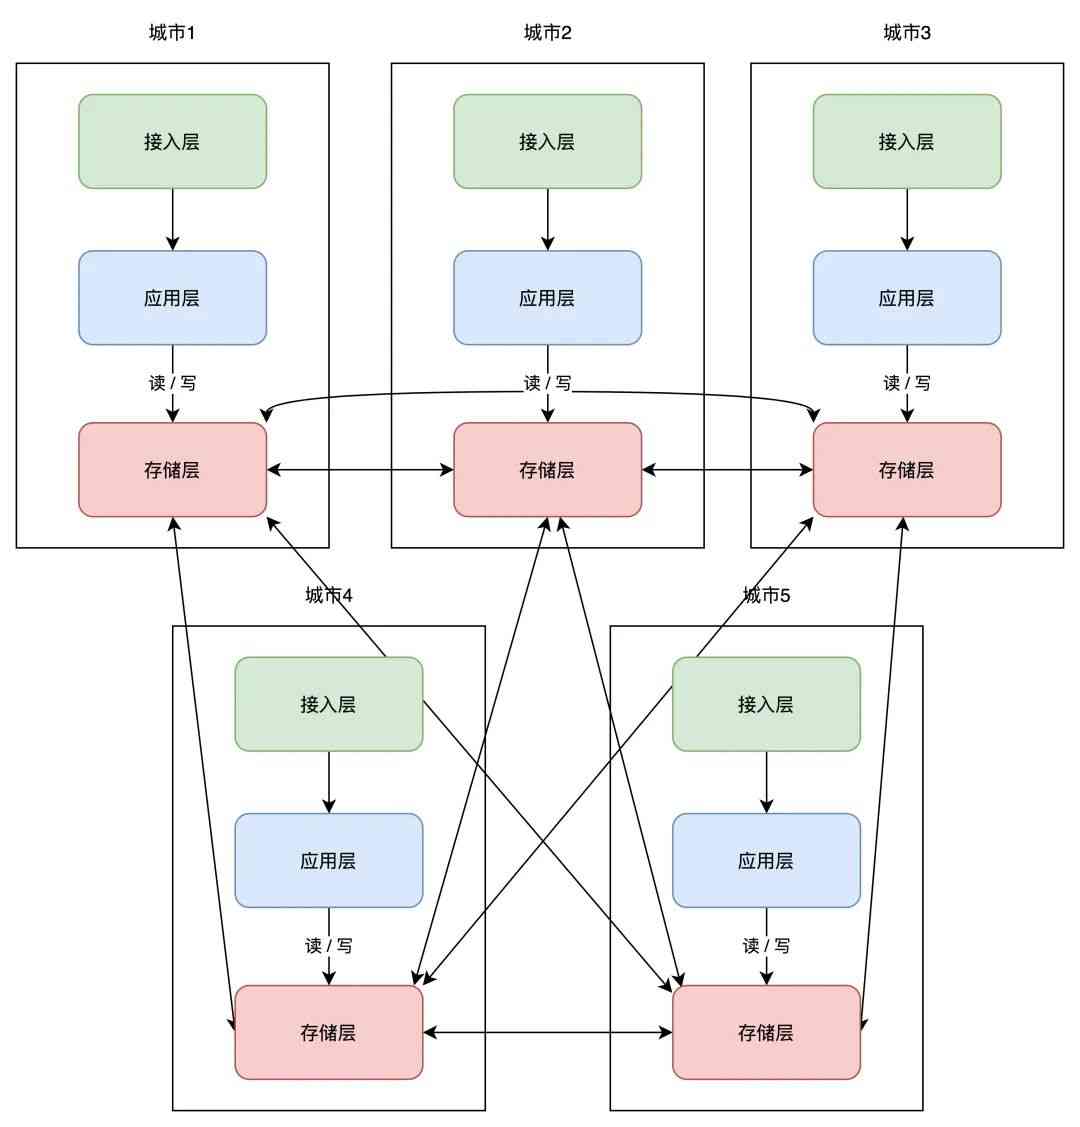 城市1
城市2
城市3
接入层
接入层
接入层
应用层
应用层
应用层
读 / 写
读 / 写
读 / 写
存储层
存储层
存储层
城市4
城市5
接入层
接入层
应用层
应用层
读 / 写
读 / 写
存储层
存储层